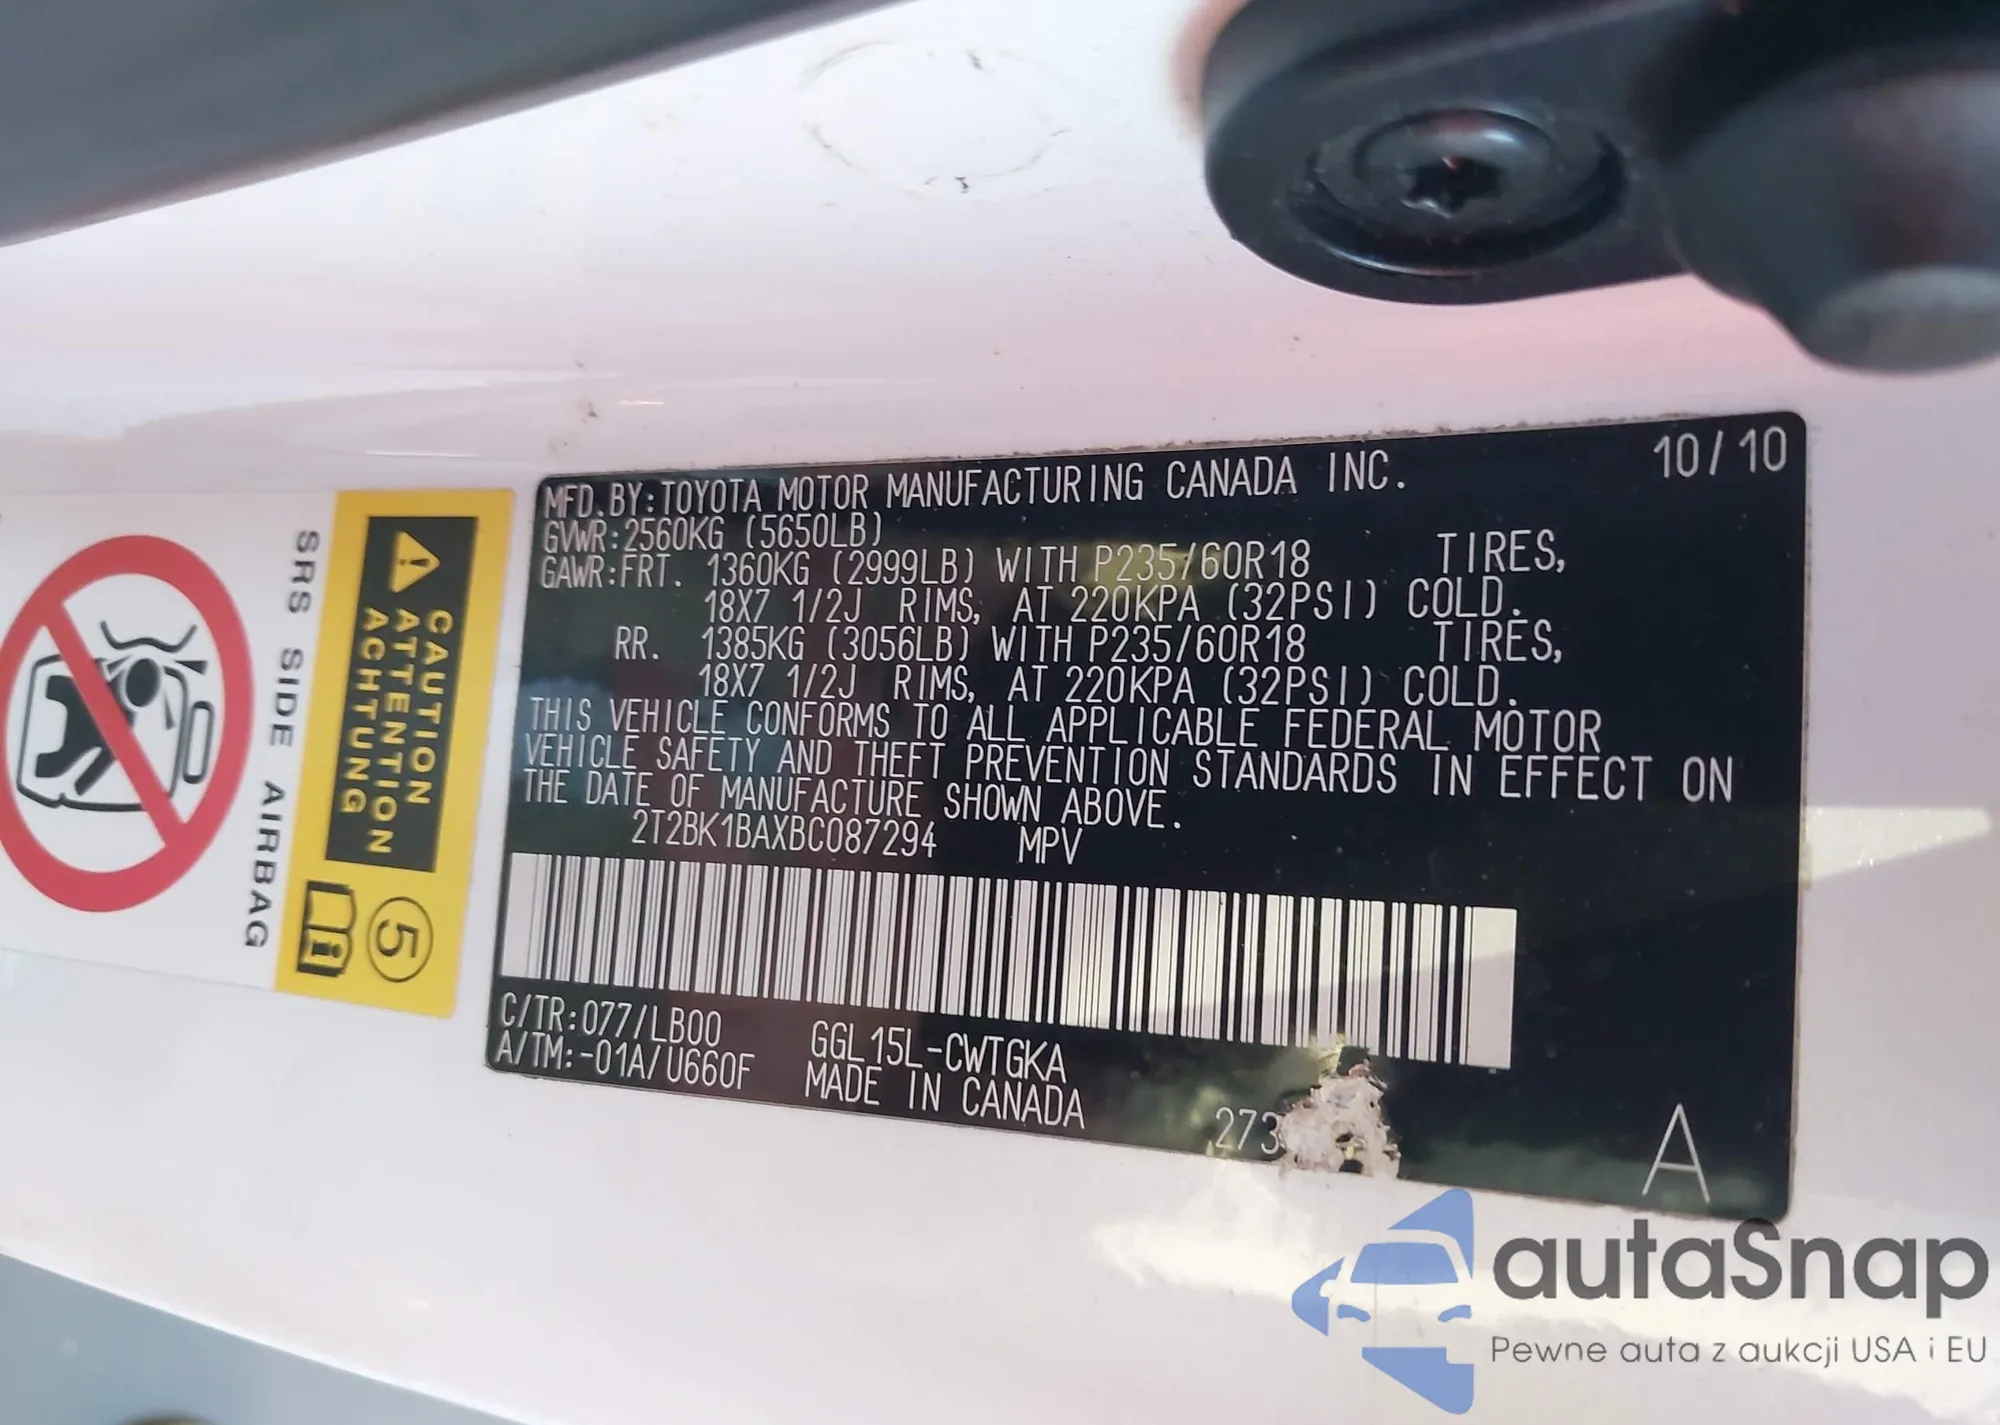 MFD.BY:TOYOTA MOTOR MANUFACTURING CANADA INC. 10/10
GVWR:2560KG (5650LB)
GAWR:FRT. 1360KG (2999LB) WITH P235/60R18 TIRES,
18X7 1/2J RIMS, AT 220KPA (32PSI) COLD.
RR. 1385KG (3056LB) WITH P235/60R18 TIRES,
18X7 1/2J RIMS, AT 220KPA (32PSI) COLD.
THIS VEHICLE CONFORMS TO ALL APPLICABLE FEDERAL MOTOR
VEHICLE SAFETY AND THEFT PREVENTION STANDARDS IN EFFECT ON
THE DATE OF MANUFACTURE SHOWN ABOVE.
2T2BK1BAXBC087294 MPV
C/TR:077/LB00 GGL15L-CWTGKA
A/TM:-01A/U660F MADE IN CANADA
273
A
CAUTION
ATTENTION
ACHTUNG
5
i
SRS SIDE AIRBAG
autaSnap
Pewne auta z aukcji USA i EU